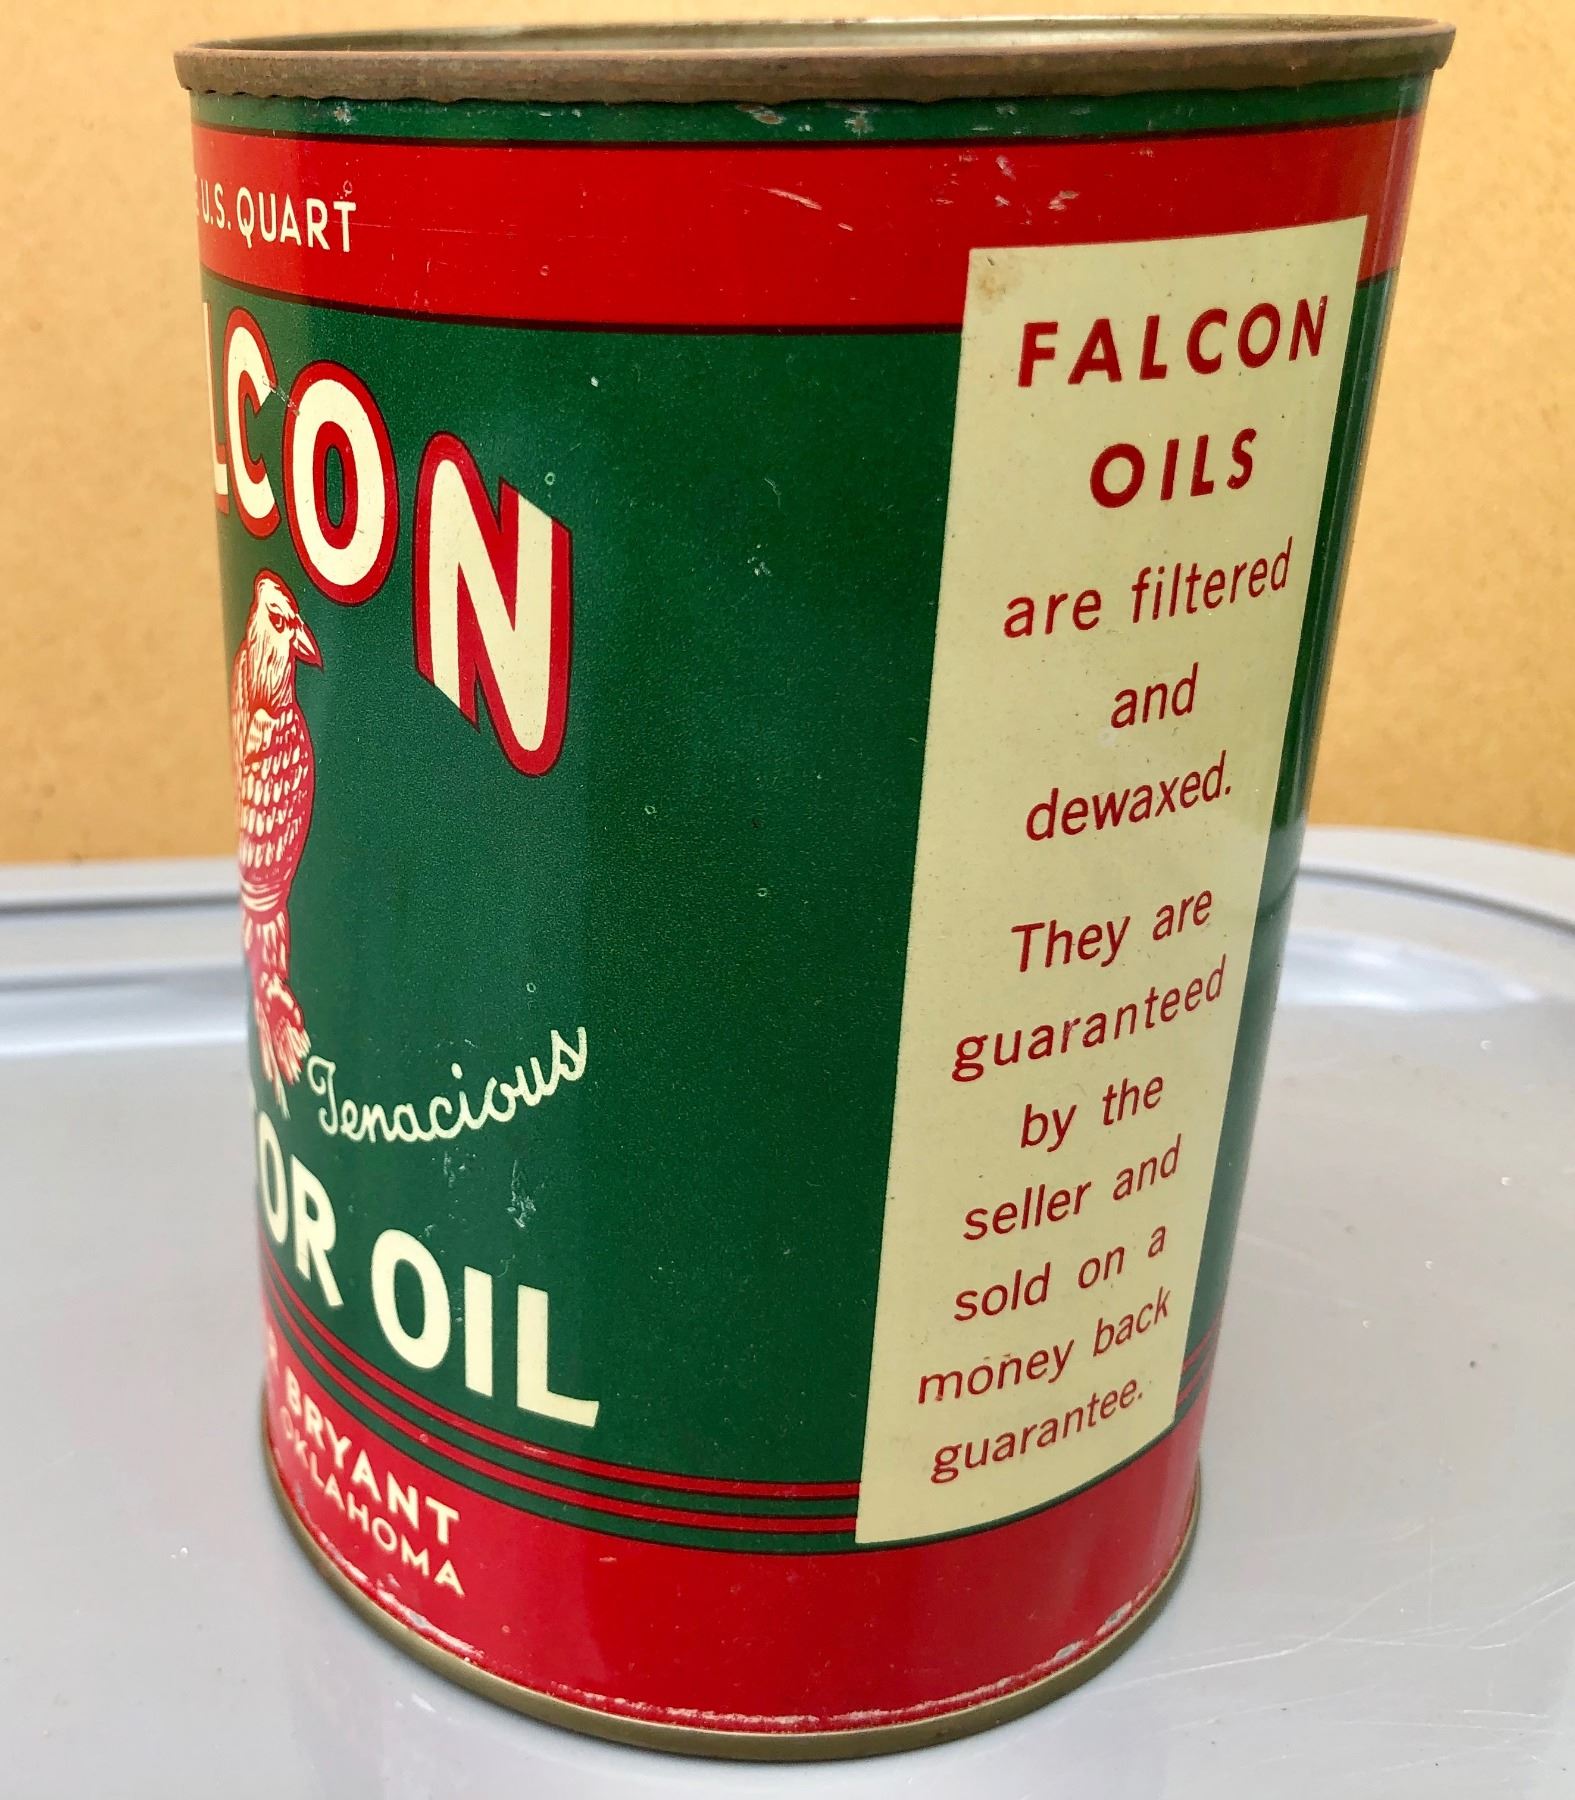 U.S. QUART
LCON
Tenacious
OR OIL
BRYANT
OKLAHOMA
FALCON
OILS
are filtered
and
dewaxed.
They are
guaranteed
by the
seller and
sold on a
money back
guarantee.